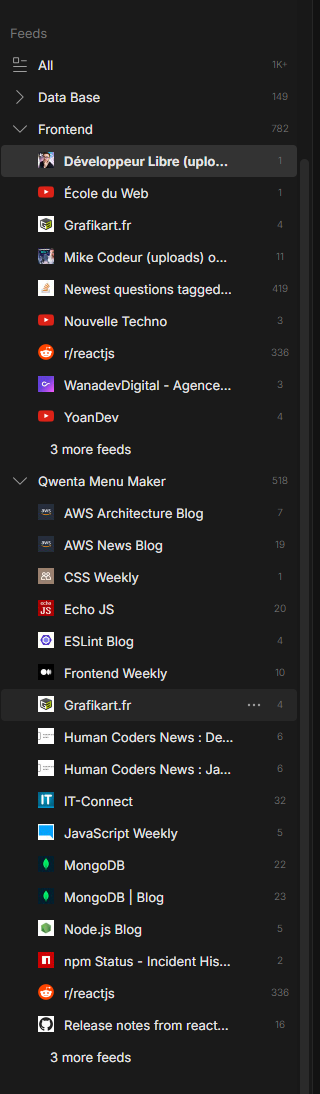 Feeds
All 1K+
Data Base 149
Frontend 782
Développeur Libre (uplo... 1
École du Web 1
Grafikart.fr 4
Mike Codeur (uploads) o... 11
Newest questions tagged... 419
Nouvelle Techno 3
r/reactjs 336
WanadevDigital - Agence... 3
YoanDev 4
3 more feeds
Qwenta Menu Maker 518
aws AWS Architecture Blog 7
aws AWS News Blog 19
CSS Weekly 1
echo JS Echo JS 20
ESLint Blog 4
Frontend Weekly 10
Grafikart.fr ... 4
Human Coders News : De... 6
Human Coders News : Ja... 6
IT IT-Connect 32
JavaScript Weekly 5
MongoDB 22
MongoDB | Blog 23
Node.js Blog 5
npm Status - Incident His... 2
r/reactjs 336
Release notes from react... 16
3 more feeds